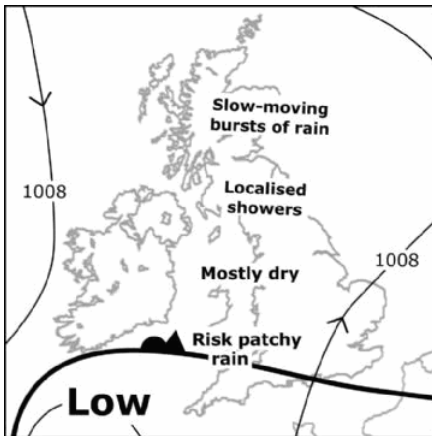 Slow-moving
bursts of rain
1008
Localised
showers
1008
Mostly dry
Risk patchy
rain
Low